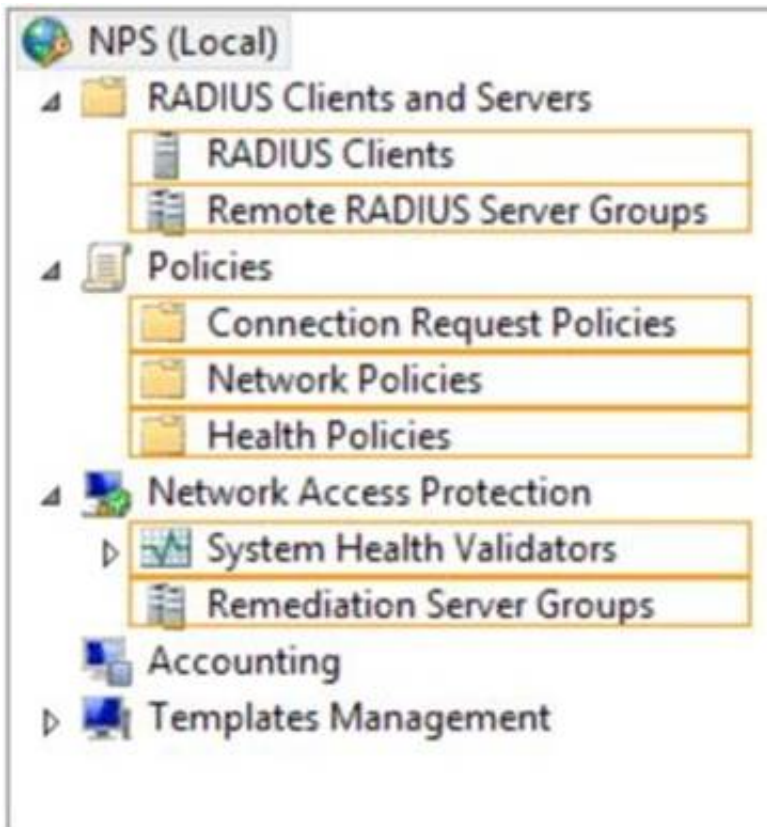 NPS (Local)
RADIUS Clients and Servers
RADIUS Clients
Remote RADIUS Server Groups
Policies
Connection Request Policies
Network Policies
Health Policies
Network Access Protection
System Health Validators
Remediation Server Groups
Accounting
Templates Management